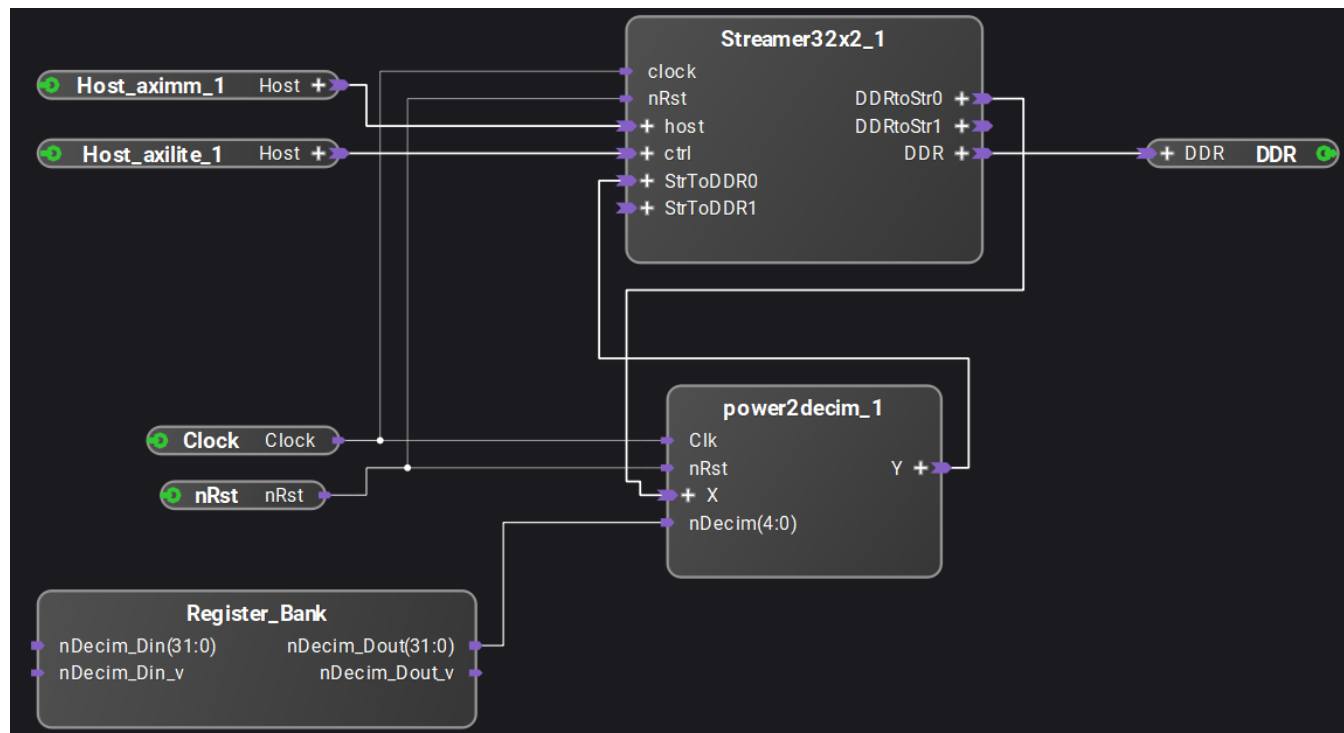 Streamer32x2_1
clock
Host_aximm_1 Host
nRst DDRtoStr0
host DDRtoStr1
Host_axilite_1 Host
ctrl DDR
DDR DDR
StrToDDR0
StrToDDR1
power2decim_1
Clock Clock
Clk
nRst Y
nRst nRst
X
nDecim(4:0)
Register_Bank
nDecim_Din(31:0) nDecim_Dout(31:0)
nDecim_Din_v nDecim_Dout_v